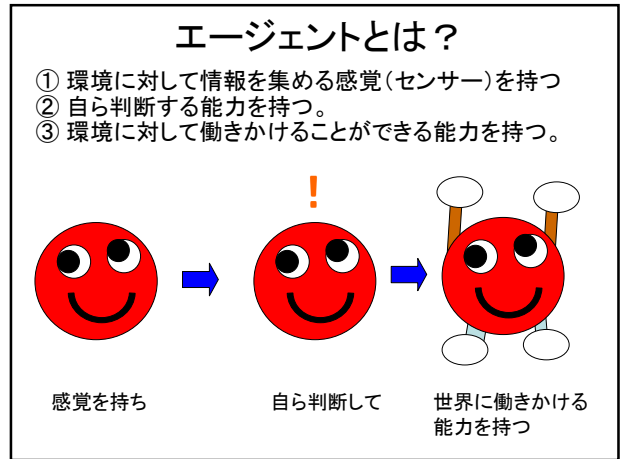 エージェントとは？
① 環境に対して情報を集める感覚(センサー)を持つ
② 自ら判断する能力を持つ。
③ 環境に対して働きかけることができる能力を持つ。
!
感覚を持ち
自ら判断して
世界に働きかける
能力を持つ